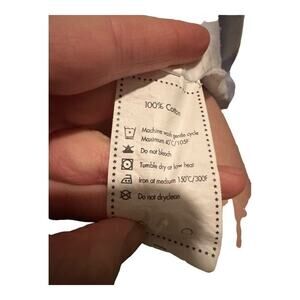 100% Cotton
Machine wash gentle cycle
Maximum 40°C/105F
Do not bleach
Tumble dry at low heat
Iron at medium 150°C/300F
Do not dryclean